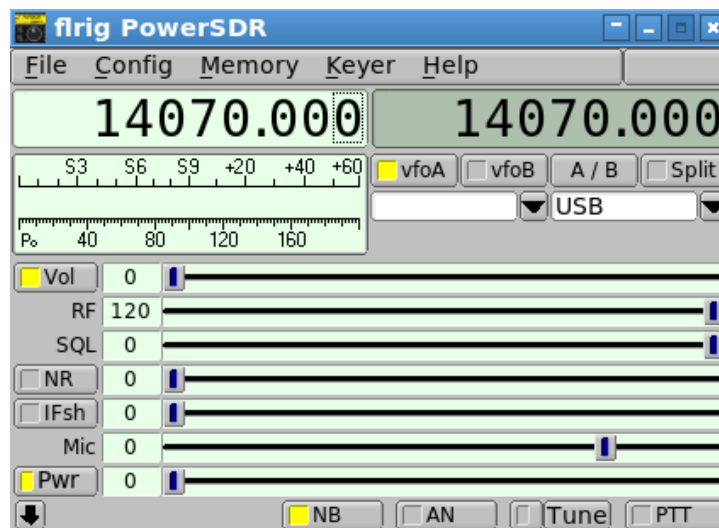 flrig PowerSDR
File Config Memory Keyer Help
14070.000 14070.000
S3 S6 S9 +20 +40 +60
vfoA vfoB A / B Split
USB
Po 40 80 120 160
Vol 0
RF 120
SQL 0
NR 0
IFsh 0
Mic 0
Pwr 0
NB AN Tune PTT